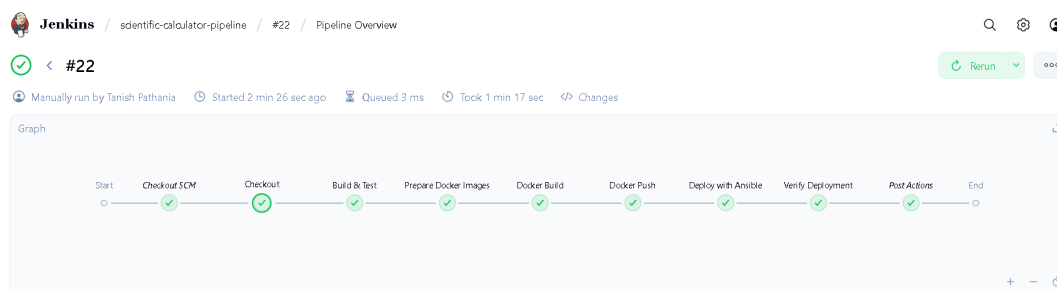 Jenkins / scientific-calculator-pipeline / #22 / Pipeline Overview
#22
Rerun
Manually run by Tanish Pathania Started 2 min 26 sec ago Queued 3 ms Took 1 min 17 sec Changes
Graph
Start Checkout SCM Checkout Build & Test Prepare Docker Images Docker Build Docker Push Deploy with Ansible Verify Deployment Post Actions End